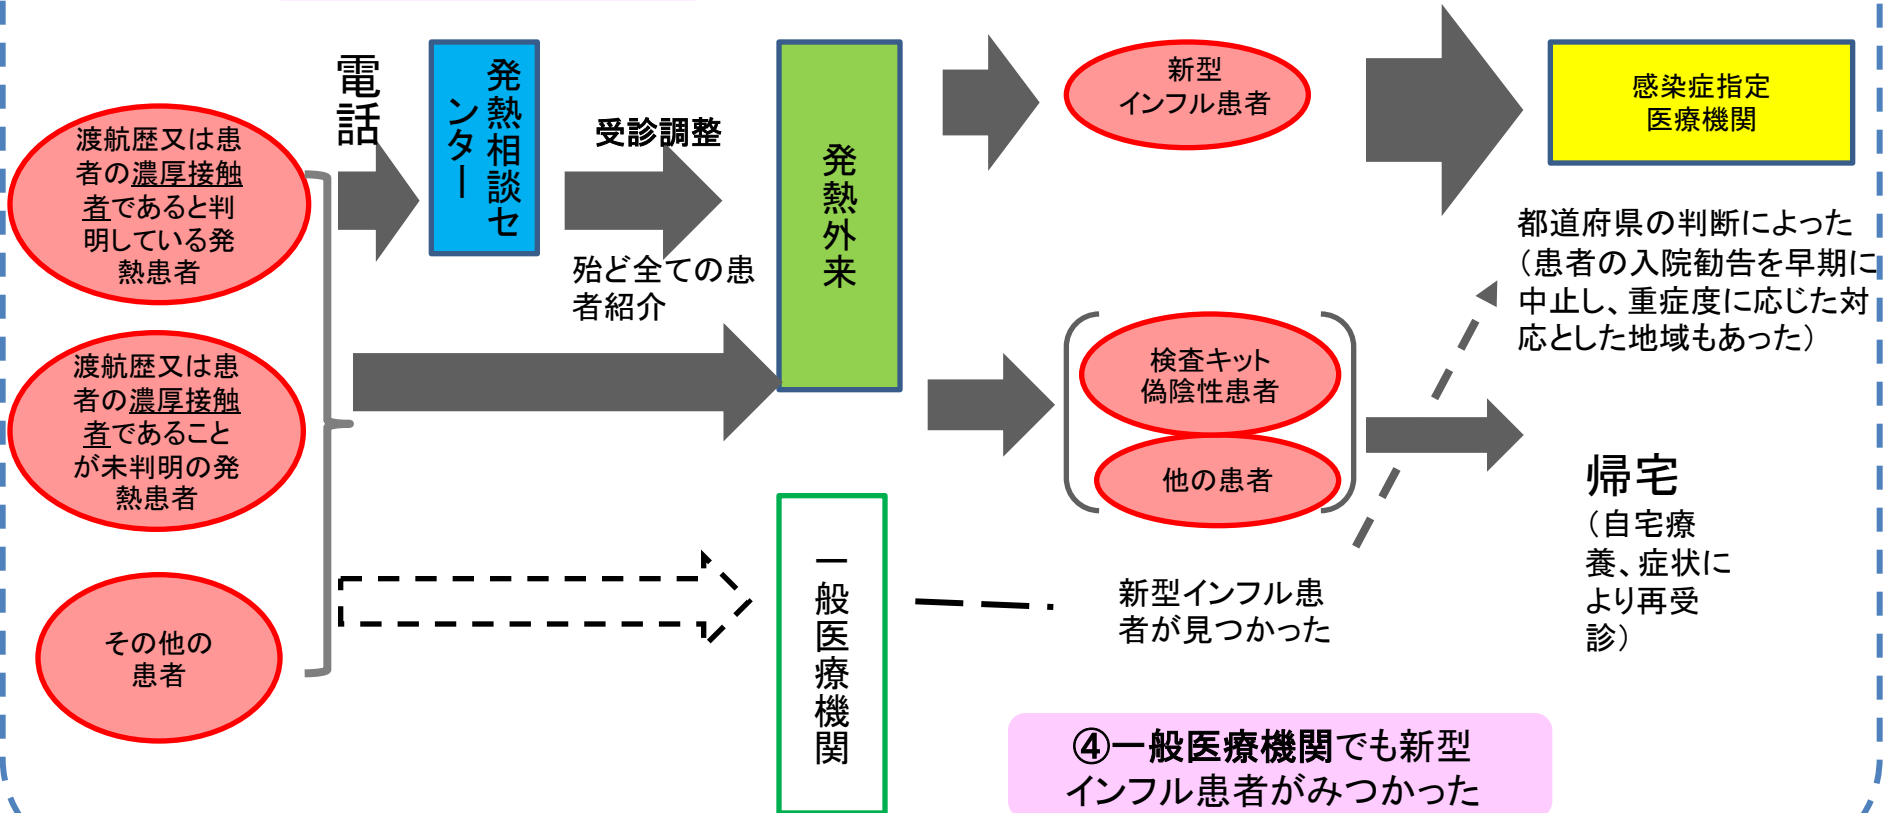 渡航歴又は患
者の濃厚接触
者であると判
明している発
熱患者
渡航歴又は患
者の濃厚接触
者であること
が未判明の発
熱患者
その他の
患者
電話
発熱相談セ
ンター
受診調整
殆ど全ての患
者紹介
発熱外来
一般医療機関
新型
インフル患者
検査キット
偽陰性患者
他の患者
新型インフル患
者が見つかった
感染症指定
医療機関
都道府県の判断によった
（患者の入院勧告を早期に
中止し、重症度に応じた対
応とした地域もあった）
帰宅
（自宅療
養、症状に
より再受
診）
④一般医療機関でも新型
インフル患者がみつかった